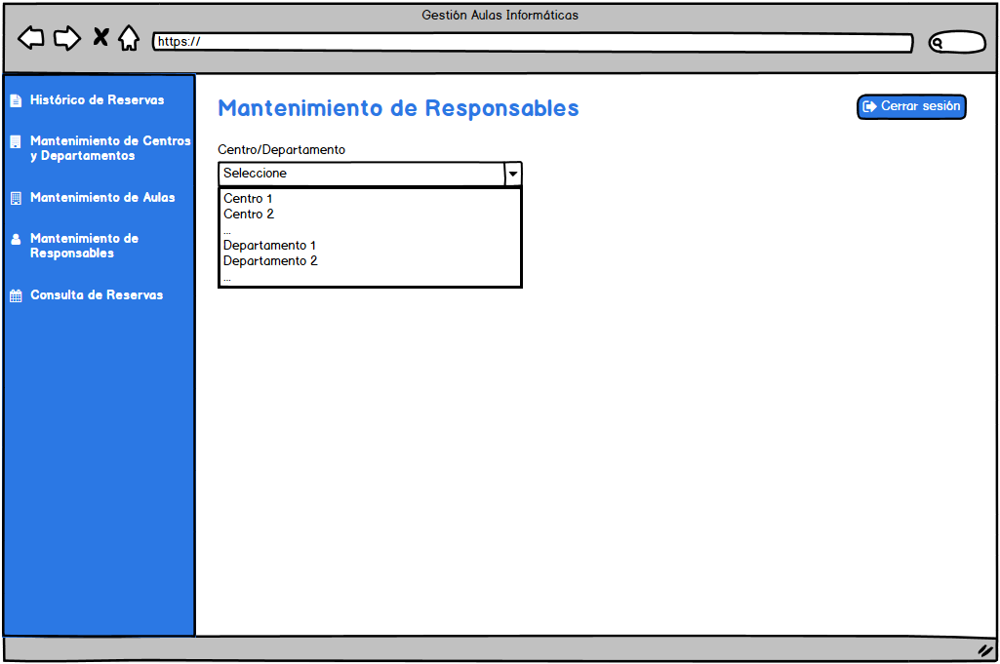 Gestión Aulas Informáticas
https://
Histórico de Reservas
Mantenimiento de Centros
y Departamentos
Mantenimiento de Aulas
Mantenimiento de
Responsables
Consulta de Reservas
Mantenimiento de Responsables
Cerrar sesión
Centro/Departamento
Seleccione
Centro 1
Centro 2
...
Departamento 1
Departamento 2
...